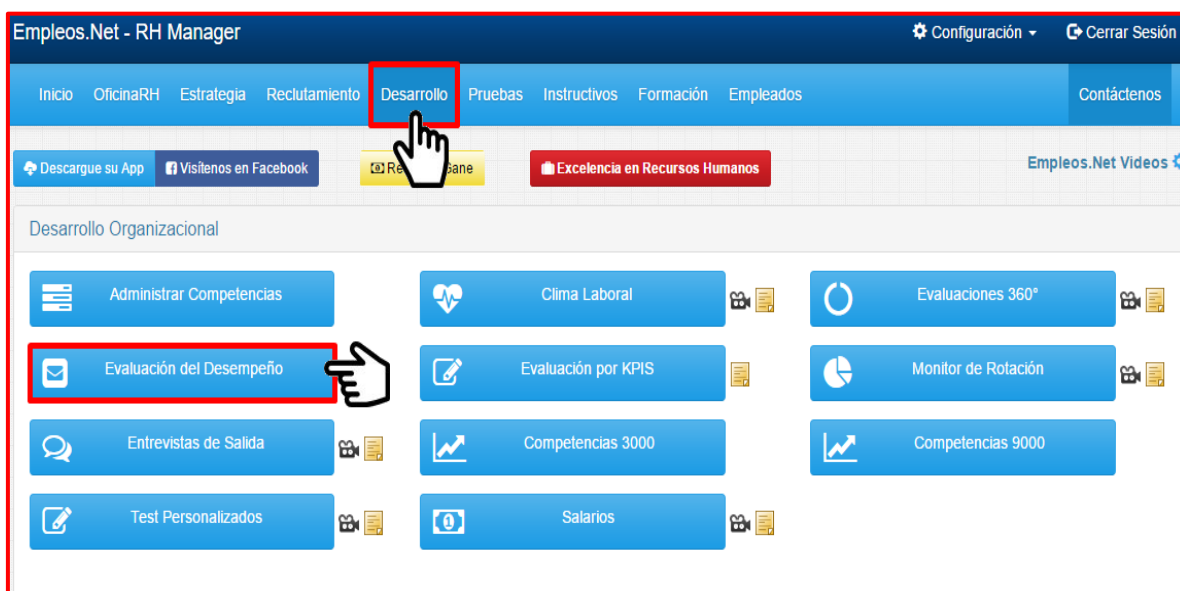 Empleos.Net - RH Manager
Configuración
Cerrar Sesión
Inicio OficinaRH Estrategia Reclutamiento Desarrollo Pruebas Instructivos Formación Empleados Contáctenos
Descargue su App
Visítenos en Facebook
Excelencia en Recursos Humanos
Empleos.Net Videos
Desarrollo Organizacional
Administrar Competencias
Clima Laboral
Evaluaciones 360°
Evaluación del Desempeño
Evaluación por KPIS
Monitor de Rotación
Entrevistas de Salida
Competencias 3000
Competencias 9000
Test Personalizados
Salarios